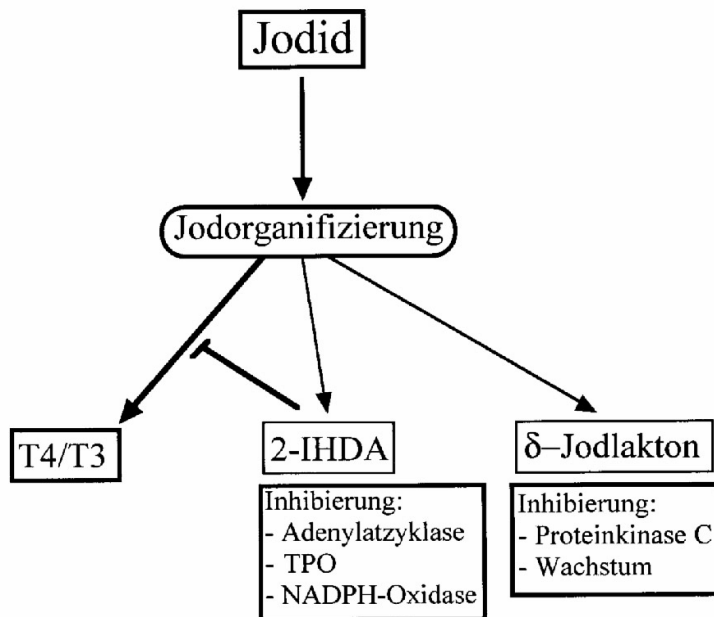 Jodid
Jodorganifizierung
T4/T3
2-IHDA
δ–Jodlakton
Inhibierung:
- Adenylatzyklase
- TPO
- NADPH-Oxidase
Inhibierung:
- Proteinkinase C
- Wachstum